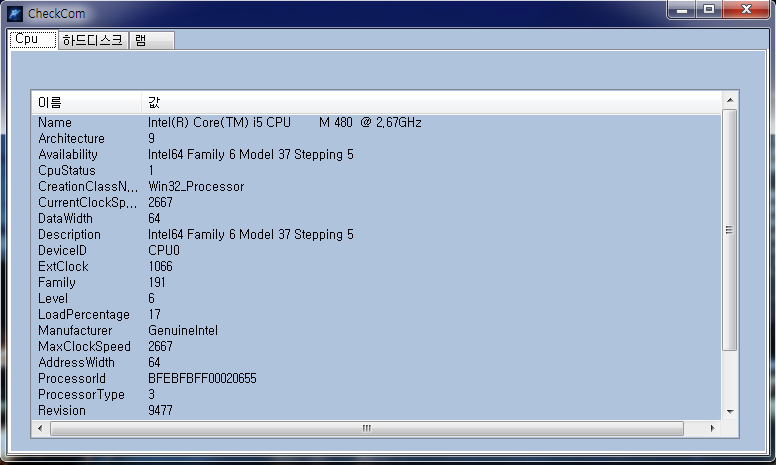 CheckCom
Cpu 하드디스크 램
이름 값
Name Intel(R) Core(TM) i5 CPU M 480 @ 2,67GHz
Architecture 9
Availability Intel64 Family 6 Model 37 Stepping 5
CpuStatus 1
CreationClassN... Win32_Processor
CurrentClockSp... 2667
DataWidth 64
Description Intel64 Family 6 Model 37 Stepping 5
DeviceID CPU0
ExtClock 1066
Family 191
Level 6
LoadPercentage 17
Manufacturer GenuineIntel
MaxClockSpeed 2667
AddressWidth 64
ProcessorId BFEBFBFF00020655
ProcessorType 3
Revision 9477